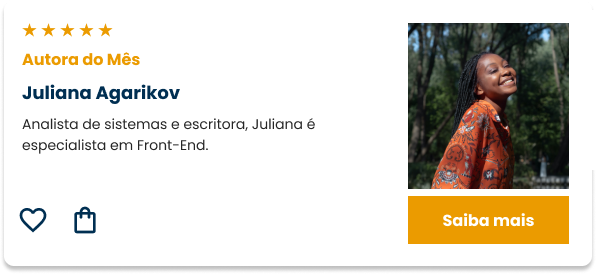 Autora do Mês
Juliana Agarikov
Analista de sistemas e escritora, Juliana é
especialista em Front-End.
Saiba mais